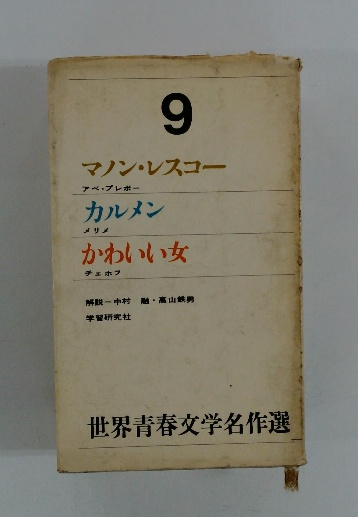 9
マノン・レスコー
アベ・プレボー
カルメン
メリメ
かわいい女
チェホフ
解説－中村 融・高山鉄男
学習研究社
世界青春文学名作選